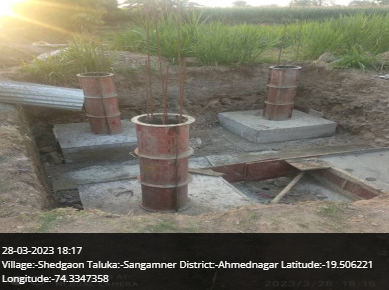 28-03-2023 18:17
Village:-Shedgaon Taluka:-Sangamner District:-Ahmednagar Latitude:-19.506221
Longitude:-74.3347358